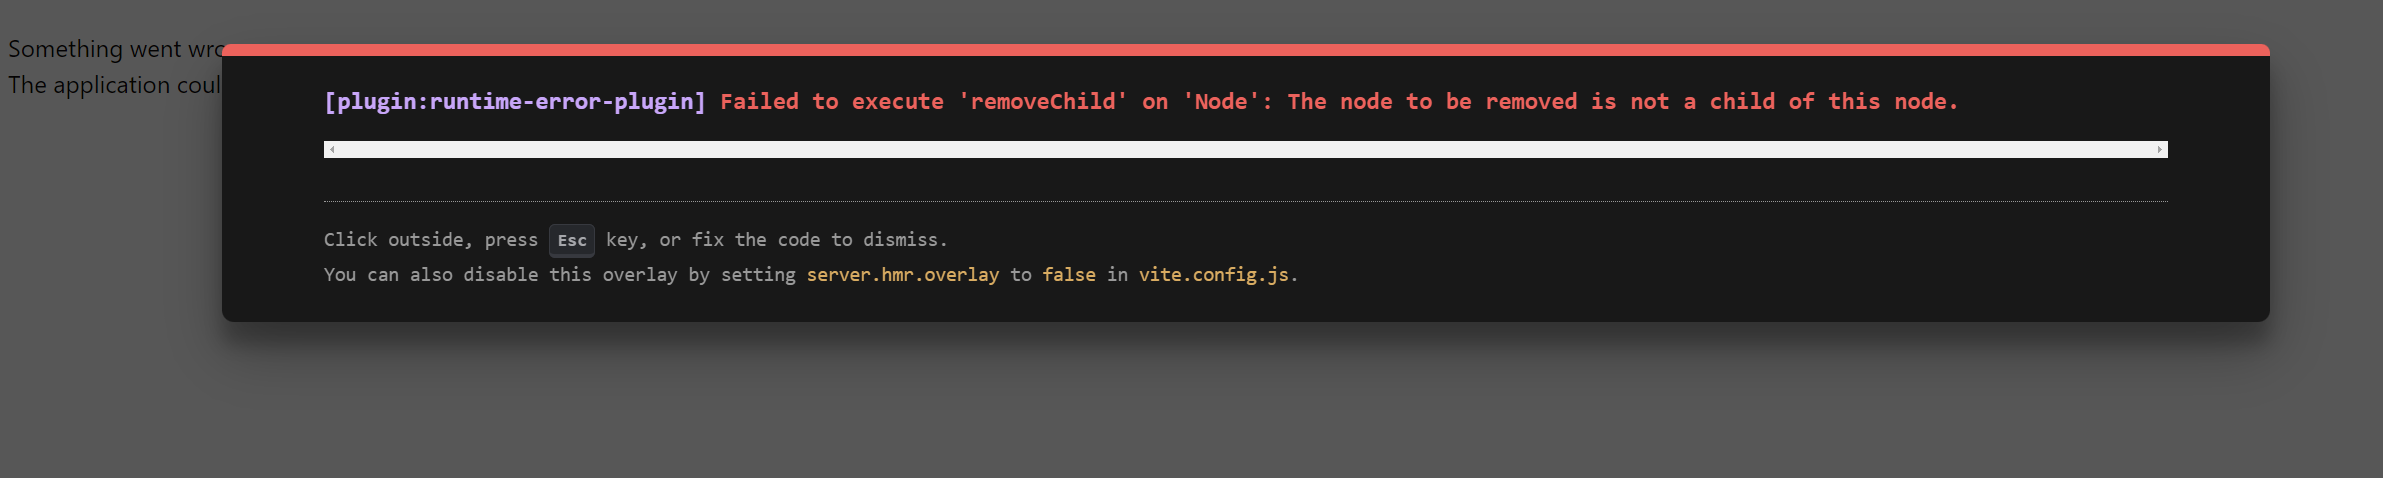 Something went
The application
[plugin:runtime-error-plugin] Failed to execute 'removeChild' on 'Node': The node to be removed is not a child of this node.
Click outside, press Esc key, or fix the code to dismiss.
You can also disable this overlay by setting server.hmr.overlay to false in vite.config.js.